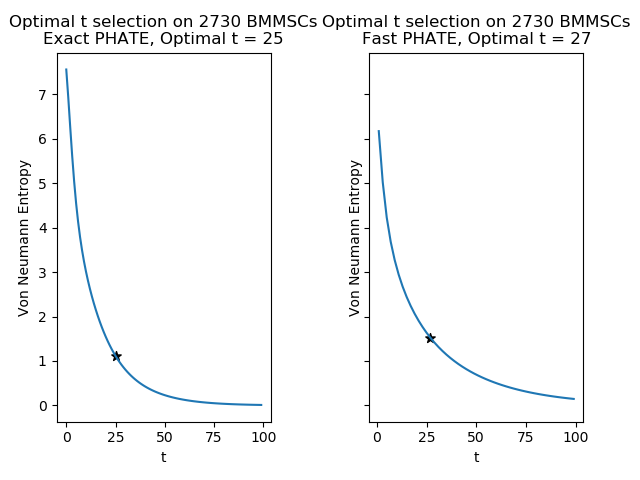 Optimal t selection on 2730 BMMSCs
Exact PHATE, Optimal t = 25
Optimal t selection on 2730 BMMSCs
Fast PHATE, Optimal t = 27
Von Neumann Entropy
7
6
5
4
3
2
1
0
0 25 50 75 100
t
Von Neumann Entropy
0 25 50 75 100
t